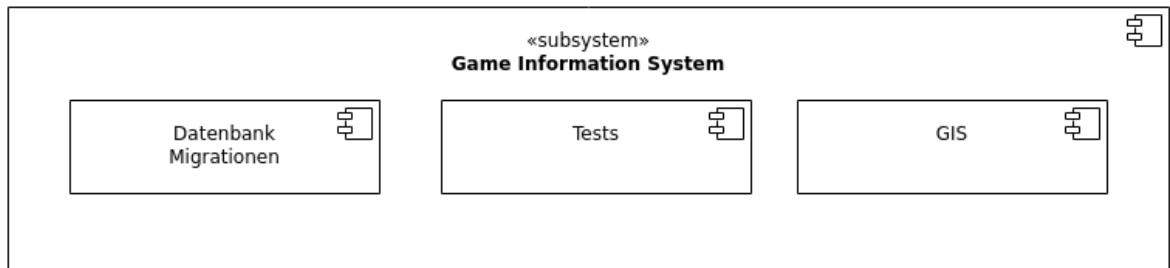 «subsystem»
Game Information System
Datenbank
Migrationen
Tests
GIS